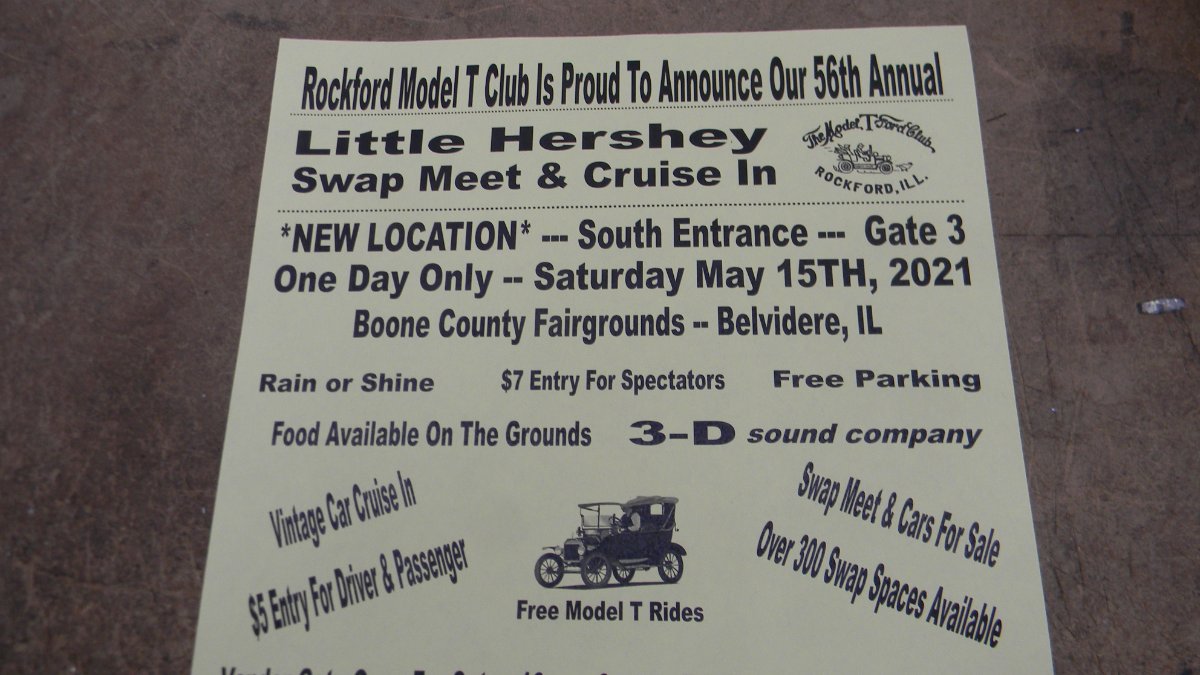 Rockford Model T Club Is Proud To Announce Our 56th Annual
Little Hershey
Swap Meet & Cruise In
The Model T Ford Club
ROCKFORD, ILL.
*NEW LOCATION* --- South Entrance --- Gate 3
One Day Only -- Saturday May 15TH, 2021
Boone County Fairgrounds -- Belvidere, IL
Rain or Shine
$7 Entry For Spectators
Free Parking
Food Available On The Grounds
3-D sound company
Vintage Car Cruise In
$5 Entry For Driver & Passenger
Free Model T Rides
Swap Meet & Cars For Sale
Over 300 Swap Spaces Available